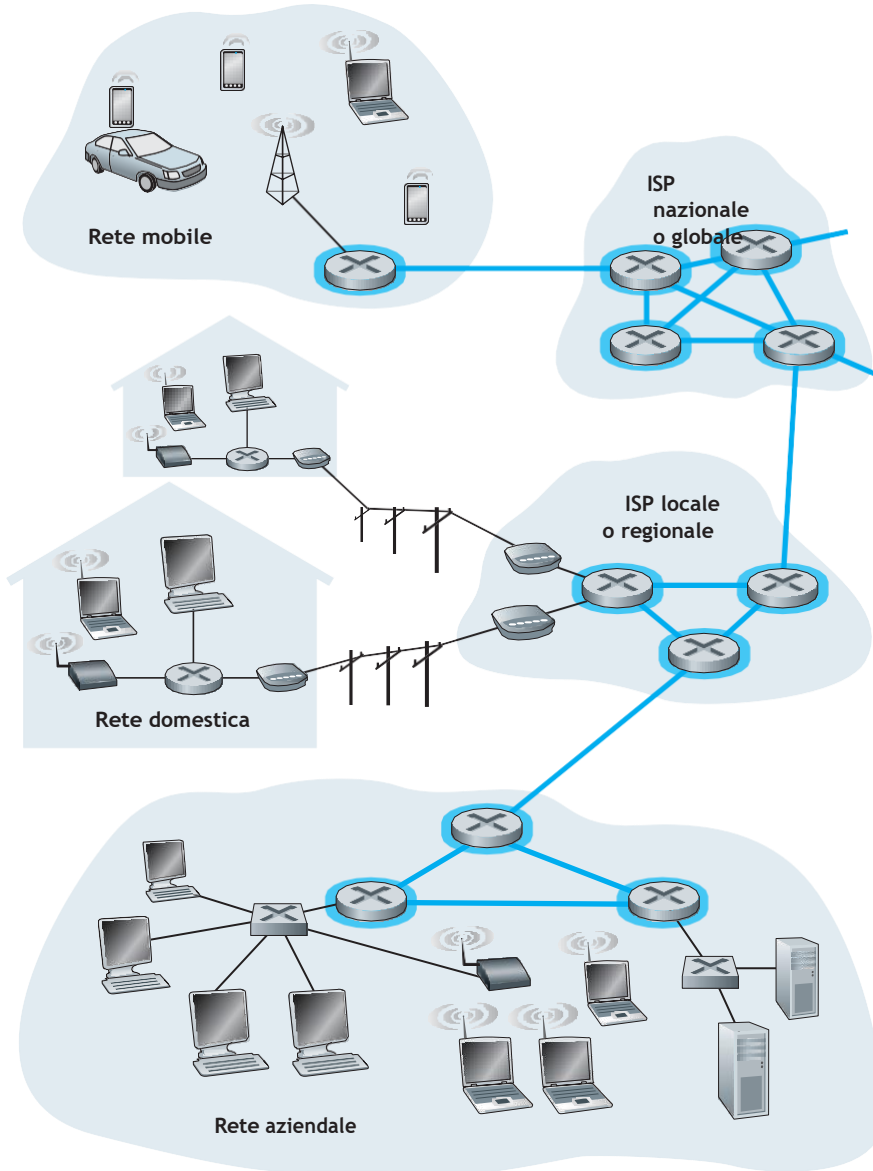 Rete mobile
ISP
nazionale
o globale
ISP locale
o regionale
Rete domestica
Rete aziendale